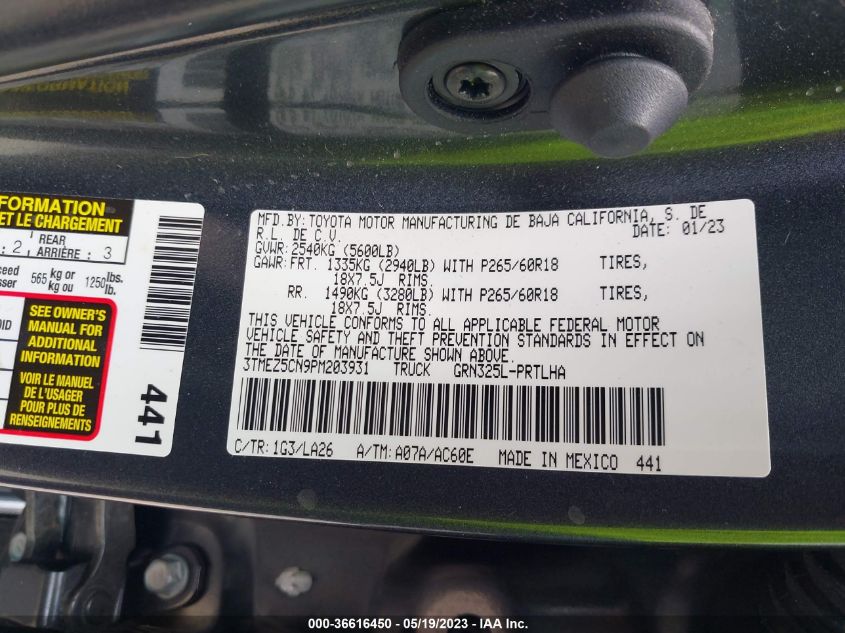 NFORMATION
ET LE CHARGEMENT
: 2 REAR ARRIÈRE : 3
565 kg or kg ou 1250 lbs. lb.
SEE OWNER'S
MANUAL FOR
ADDITIONAL
INFORMATION
VOIR LE MANUEL
DE L'USAGER
POUR PLUS DE
RENSEIGNEMENTS
441
MFD.BY:TOYOTA MOTOR MANUFACTURING DE BAJA CALIFORNIA, S. DE
R.L. DE C.V. DATE: 01/23
GVWR:2540KG (5600LB)
GAWR:FRT. 1335KG (2940LB) WITH P265/60R18 TIRES,
18X7.5J RIMS.
RR. 1490KG (3280LB) WITH P265/60R18 TIRES,
18X7.5J RIMS.
THIS VEHICLE CONFORMS TO ALL APPLICABLE FEDERAL MOTOR
VEHICLE SAFETY AND THEFT PREVENTION STANDARDS IN EFFECT ON
THE DATE OF MANUFACTURE SHOWN ABOVE.
3TMEZ5CN9PM203931 TRUCK GRN325L-PRTLHA
C/TR:1G3/LA26 A/TM:A07A/AC60E MADE IN MEXICO 441
000-36616450 - 05/19/2023 - IAA Inc.